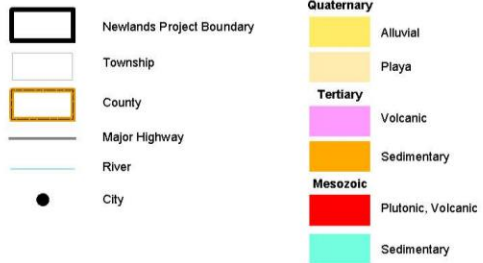 Newlands Project Boundary
Township
County
Major Highway
River
City
Quaternary
Alluvial
Playa
Tertiary
Volcanic
Sedimentary
Mesozoic
Plutonic, Volcanic
Sedimentary